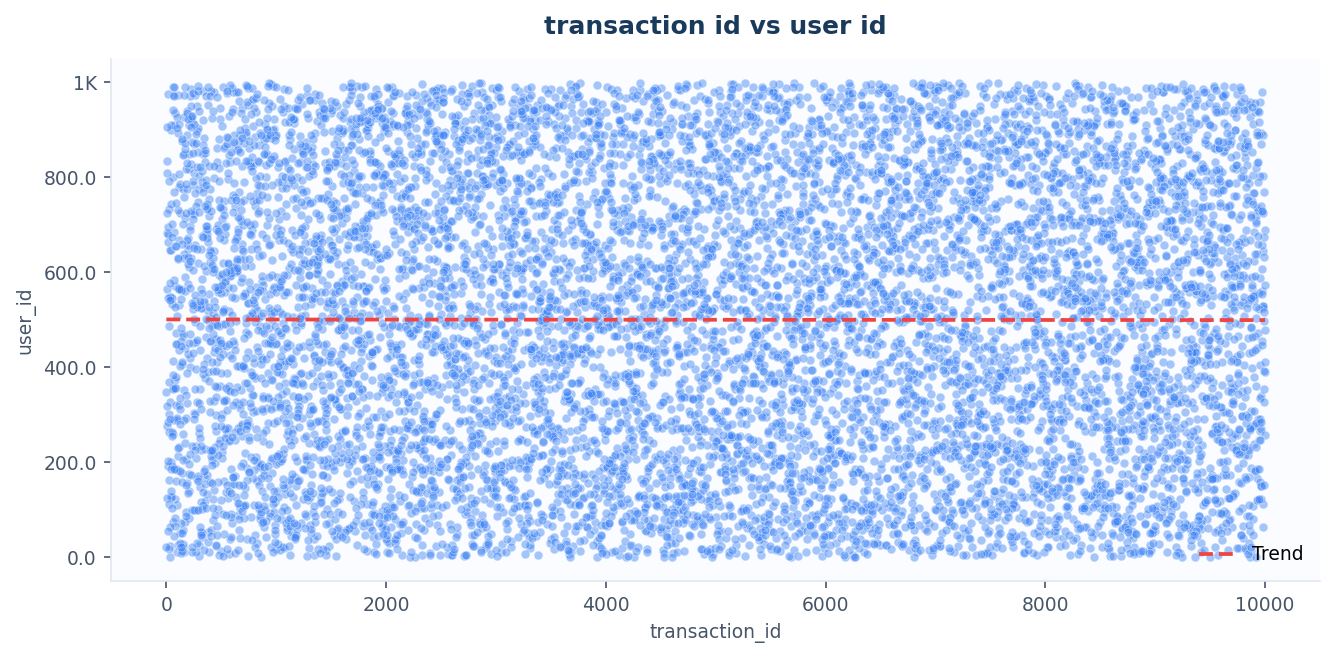 transaction id vs user id
1K
800.0
600.0
400.0
200.0
0.0
user_id
Trend
0 2000 4000 6000 8000 10000
transaction_id